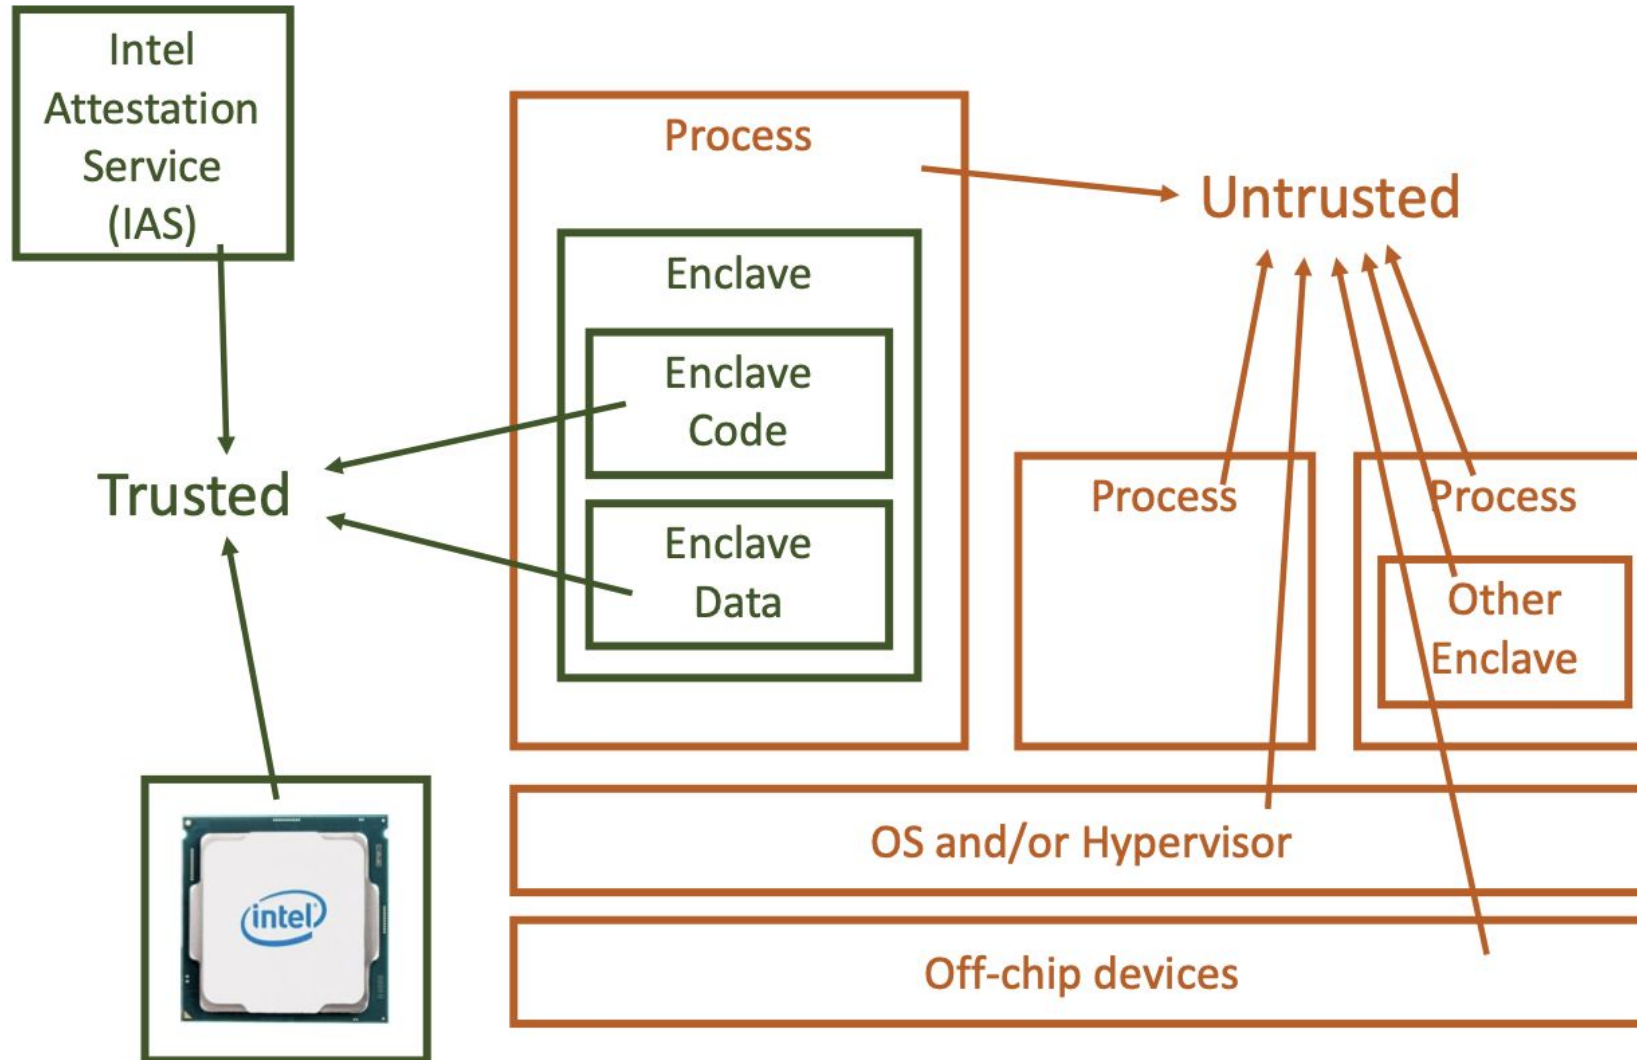 Intel
Attestation
Service
(IAS)
Process
Untrusted
Enclave
Enclave
Code
Trusted
Process
Process
Enclave
Data
Other
Enclave
OS and/or Hypervisor
intel
Off-chip devices